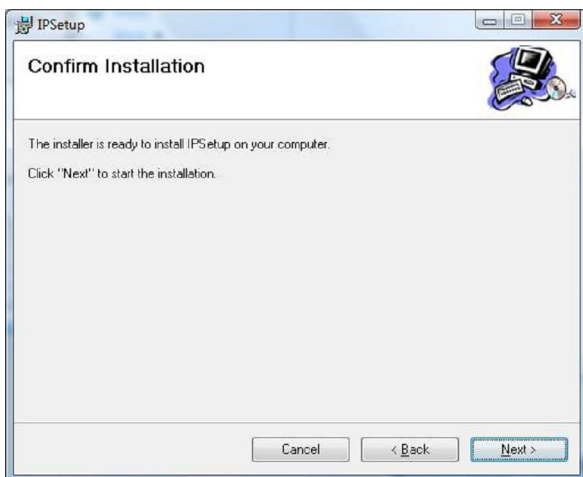 IPSetup
Confirm Installation
The installer is ready to install IPSetup on your computer.
Click "Next" to start the installation.
Cancel
< Back
Next >